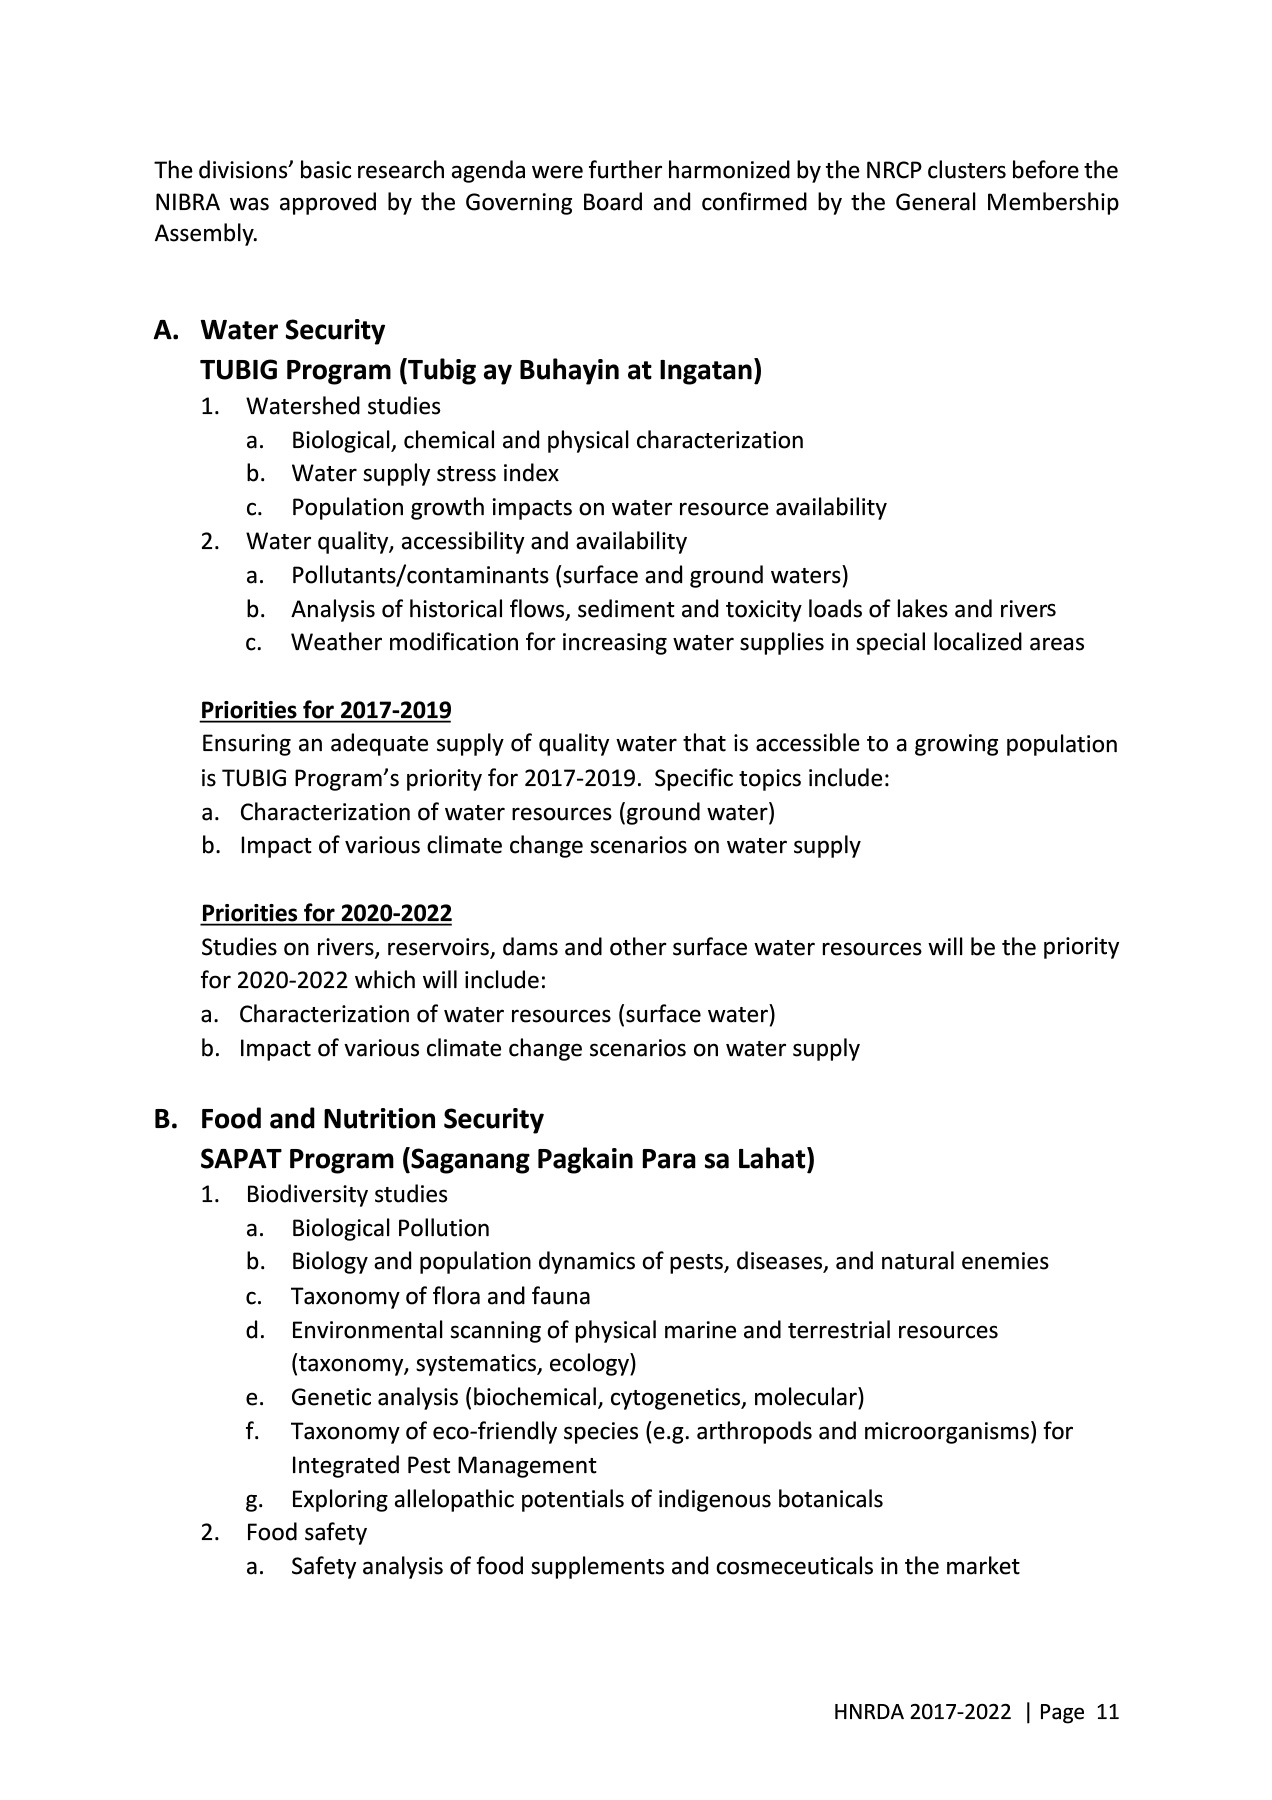 The divisions’ basic research agenda were further harmonized by the NRCP clusters before the
NIBRA was approved by the Governing Board and confirmed by the General Membership
Assembly.
A. Water Security
TUBIG Program (Tubig ay Buhayin at Ingatan)
1. Watershed studies
a. Biological, chemical and physical characterization
b. Water supply stress index
c. Population growth impacts on water resource availability
2. Water quality, accessibility and availability
a. Pollutants/contaminants (surface and ground waters)
b. Analysis of historical flows, sediment and toxicity loads of lakes and rivers
c. Weather modification for increasing water supplies in special localized areas
Priorities for 2017-2019
Ensuring an adequate supply of quality water that is accessible to a growing population
is TUBIG Program’s priority for 2017-2019. Specific topics include:
a. Characterization of water resources (ground water)
b. Impact of various climate change scenarios on water supply
Priorities for 2020-2022
Studies on rivers, reservoirs, dams and other surface water resources will be the priority
for 2020-2022 which will include:
a. Characterization of water resources (surface water)
b. Impact of various climate change scenarios on water supply
B. Food and Nutrition Security
SAPAT Program (Saganang Pagkain Para sa Lahat)
1. Biodiversity studies
a. Biological Pollution
b. Biology and population dynamics of pests, diseases, and natural enemies
c. Taxonomy of flora and fauna
d. Environmental scanning of physical marine and terrestrial resources
(taxonomy, systematics, ecology)
e. Genetic analysis (biochemical, cytogenetics, molecular)
f. Taxonomy of eco-friendly species (e.g. arthropods and microorganisms) for
Integrated Pest Management
g. Exploring allelopathic potentials of indigenous botanicals
2. Food safety
a. Safety analysis of food supplements and cosmeceuticals in the market
HNRDA 2017-2022 | Page 11